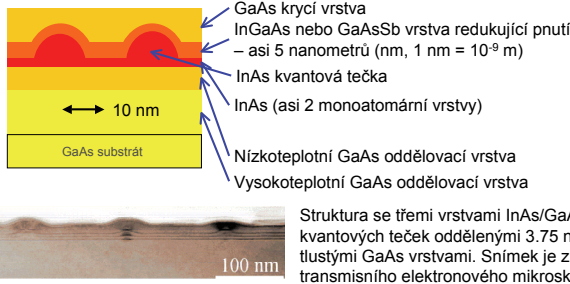 GaAs krycí vrstva
InGaAs nebo GaAsSb vrstva redukující pnutí
– asi 5 nanometrů (nm, 1 nm = 10⁻⁹ m)
InAs kvantová tečka
InAs (asi 2 monoatomární vrstvy)
10 nm
GaAs substrát
Nízkoteplotní GaAs oddělovací vrstva
Vysokoteplotní GaAs oddělovací vrstva
Struktura se třemi vrstvami InAs/GaA
kvantových teček oddělenými 3.75 n
tlustými GaAs vrstvami. Snímek je z
transmisního elektronového mikrosk
100 nm